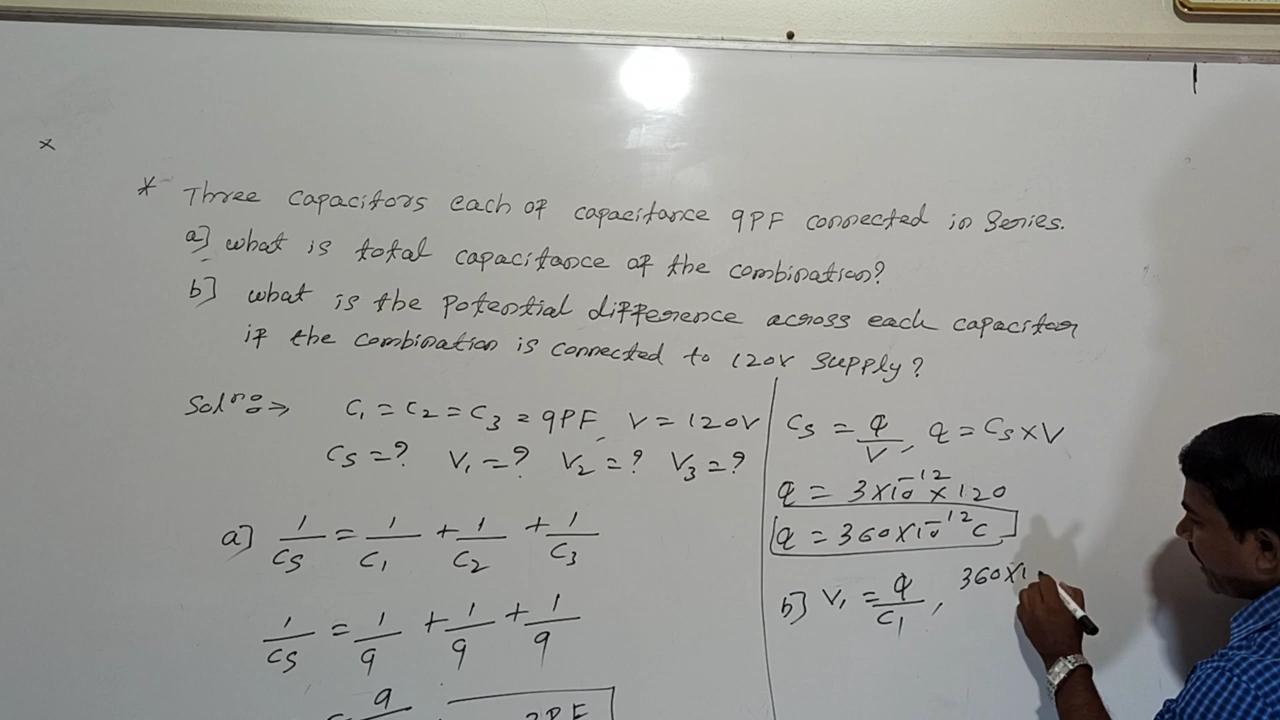 * Three capacitors each of capacitance 9PF connected in series.
a] what is total capacitance of the combination?
b] what is the potential difference across each capacitor
if the combination is connected to 120V supply?
Solⁿ: ⇒ C₁ = C₂ = C₃ = 9PF, V = 120V
CS = ? V₁ = ? V₂ = ? V₃ = ?
a] 1/CS = 1/C₁ + 1/C₂ + 1/C₃
1/CS = 1/9 + 1/9 + 1/9
CS = q/V, q = CS × V
q = 3×10⁻¹² × 120
q = 360×10⁻¹² C
b] V₁ = q/C₁, 360×1